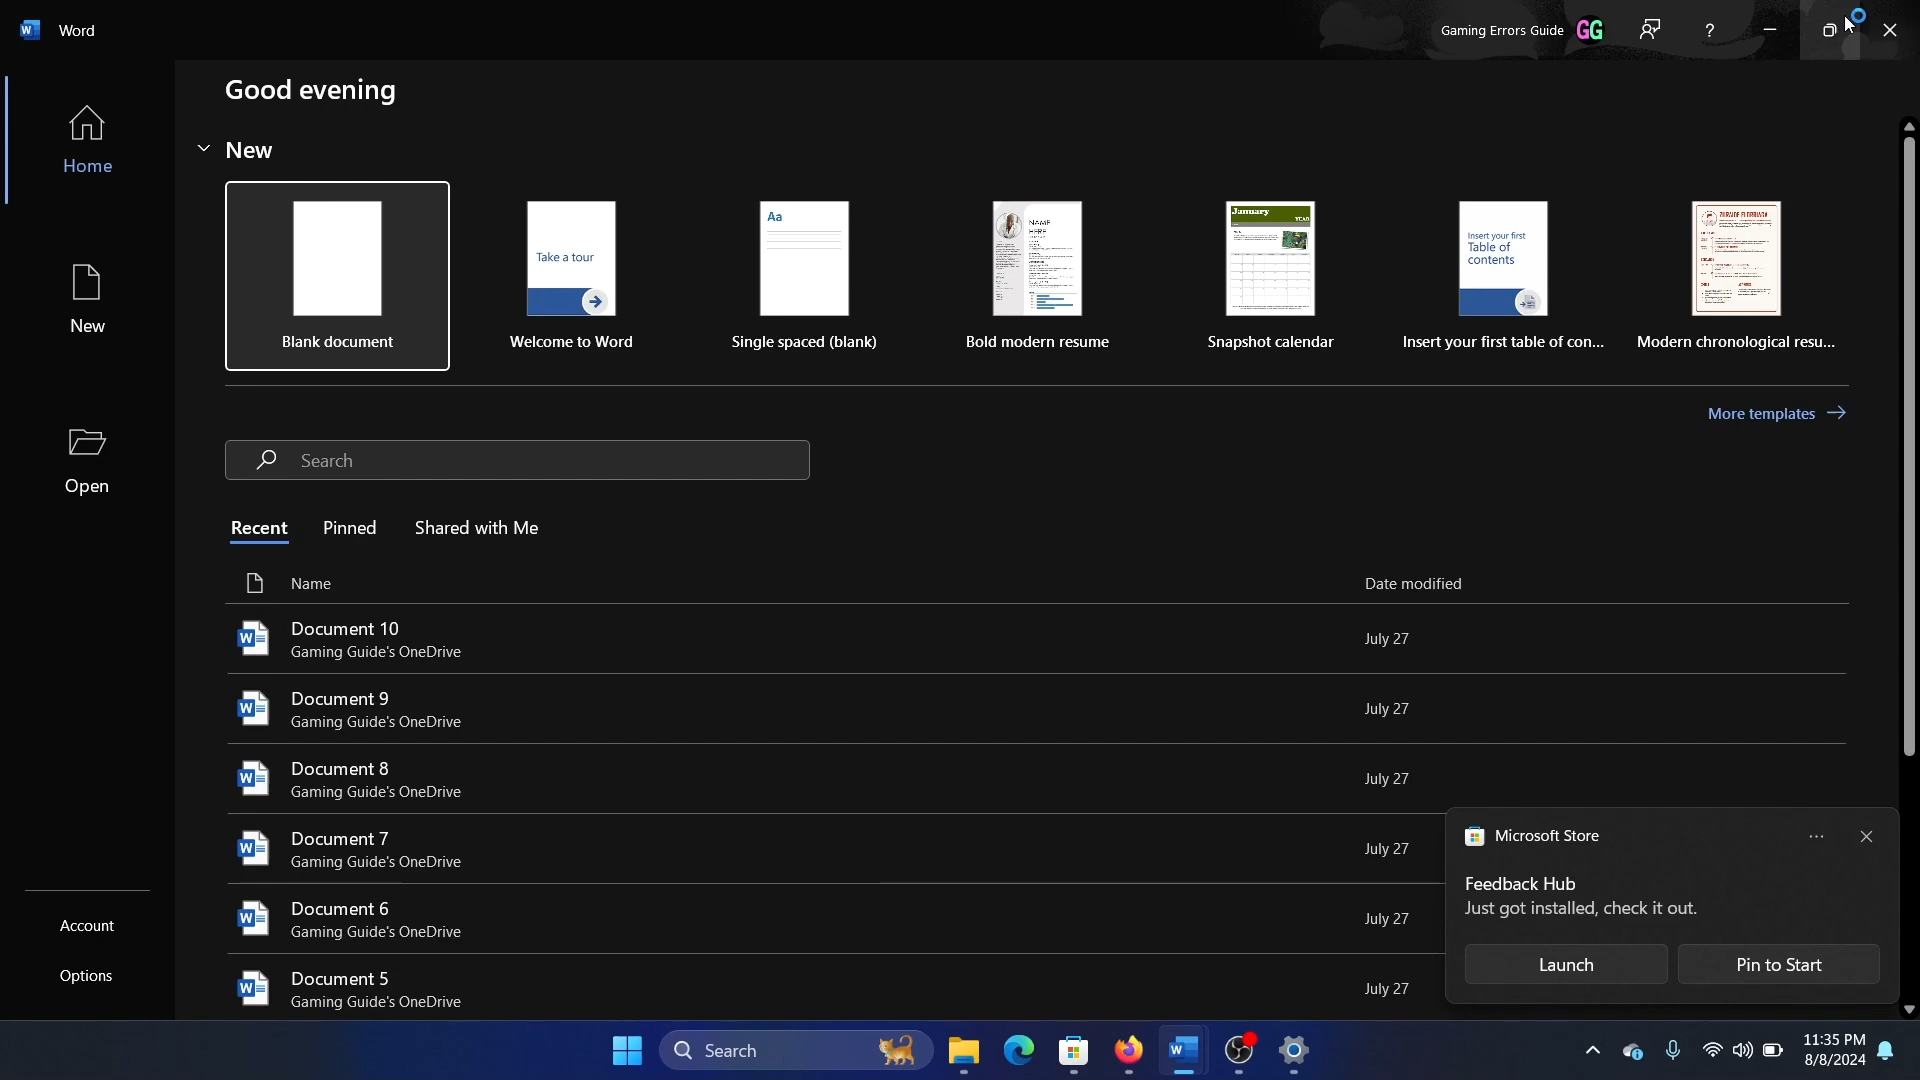 Word
Gaming Errors Guide GG ?
Good evening
Home
New
Blank document
Take a tour
Welcome to Word
Aa
Single spaced (blank)
NAME
HERE
Bold modern resume
January
YEAR
Snapshot calendar
Insert your first
Table of
contents
Insert your first table of con...
Modern chronological resu...
More templates
New
Open
Search
Recent Pinned Shared with Me
Name Date modified
Document 10
Gaming Guide's OneDrive
July 27
Document 9
Gaming Guide's OneDrive
July 27
Document 8
Gaming Guide's OneDrive
July 27
Document 7
Gaming Guide's OneDrive
July 27
Document 6
Gaming Guide's OneDrive
July 27
Document 5
Gaming Guide's OneDrive
July 27
Microsoft Store
Feedback Hub
Just got installed, check it out.
Launch Pin to Start
Account
Options
Search
11:35 PM
8/8/2024